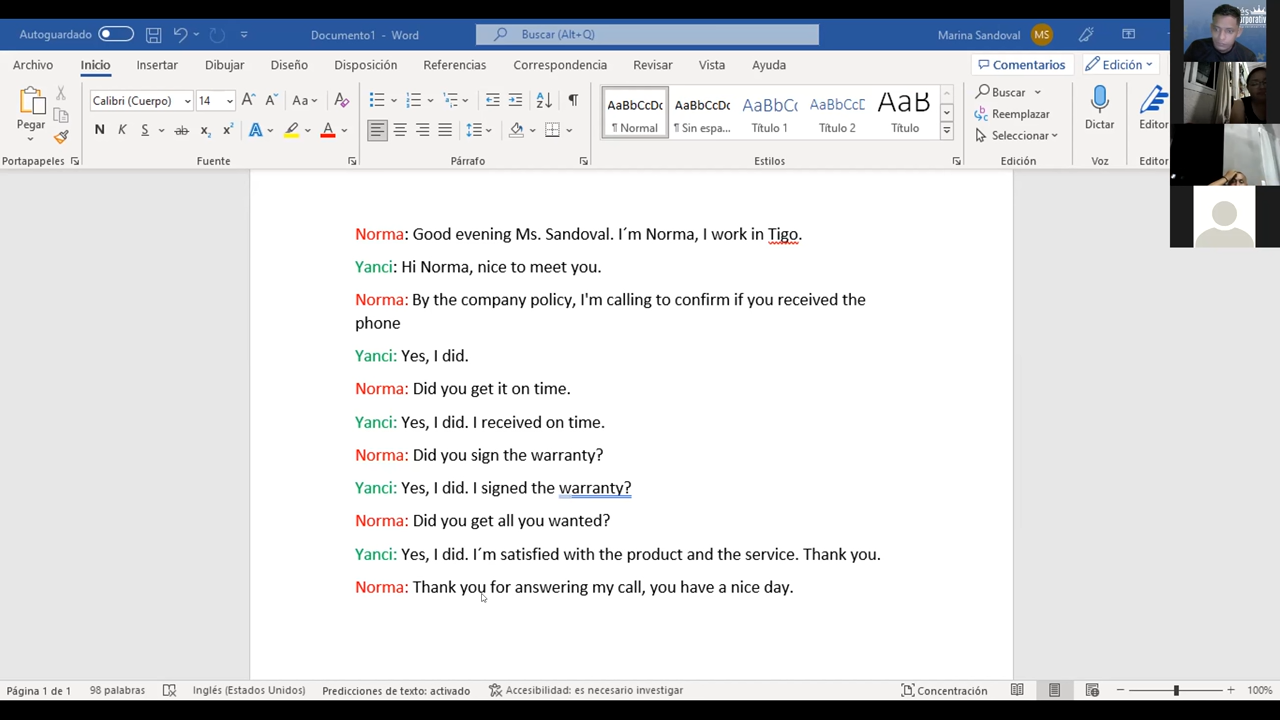 Autoguardado
Documento1 - Word
Buscar (Alt+Q)
Marina Sandoval
MS
Archivo
Inicio
Insertar
Dibujar
Diseño
Disposición
Referencias
Correspondencia
Revisar
Vista
Ayuda
Comentarios
Edición
Pegar
Calibri (Cuerpo)
14
Aa
N K S ab x₂ x² A A
AaBbCcDc
¶ Normal
AaBbCcDc
¶ Sin espa...
AaBbCc
Título 1
AaBbCcD
Título 2
AaB
Título
Buscar
Reemplazar
Seleccionar
Dictar
Editor
Portapapeles
Fuente
Párrafo
Estilos
Edición
Voz
Editor
Norma: Good evening Ms. Sandoval. I´m Norma, I work in Tigo.
Yanci: Hi Norma, nice to meet you.
Norma: By the company policy, I'm calling to confirm if you received the
phone
Yanci: Yes, I did.
Norma: Did you get it on time.
Yanci: Yes, I did. I received on time.
Norma: Did you sign the warranty?
Yanci: Yes, I did. I signed the warranty?
Norma: Did you get all you wanted?
Yanci: Yes, I did. I´m satisfied with the product and the service. Thank you.
Norma: Thank you for answering my call, you have a nice day.
Página 1 de 1
98 palabras
Inglés (Estados Unidos)
Predicciones de texto: activado
Accesibilidad: es necesario investigar
Concentración
100%